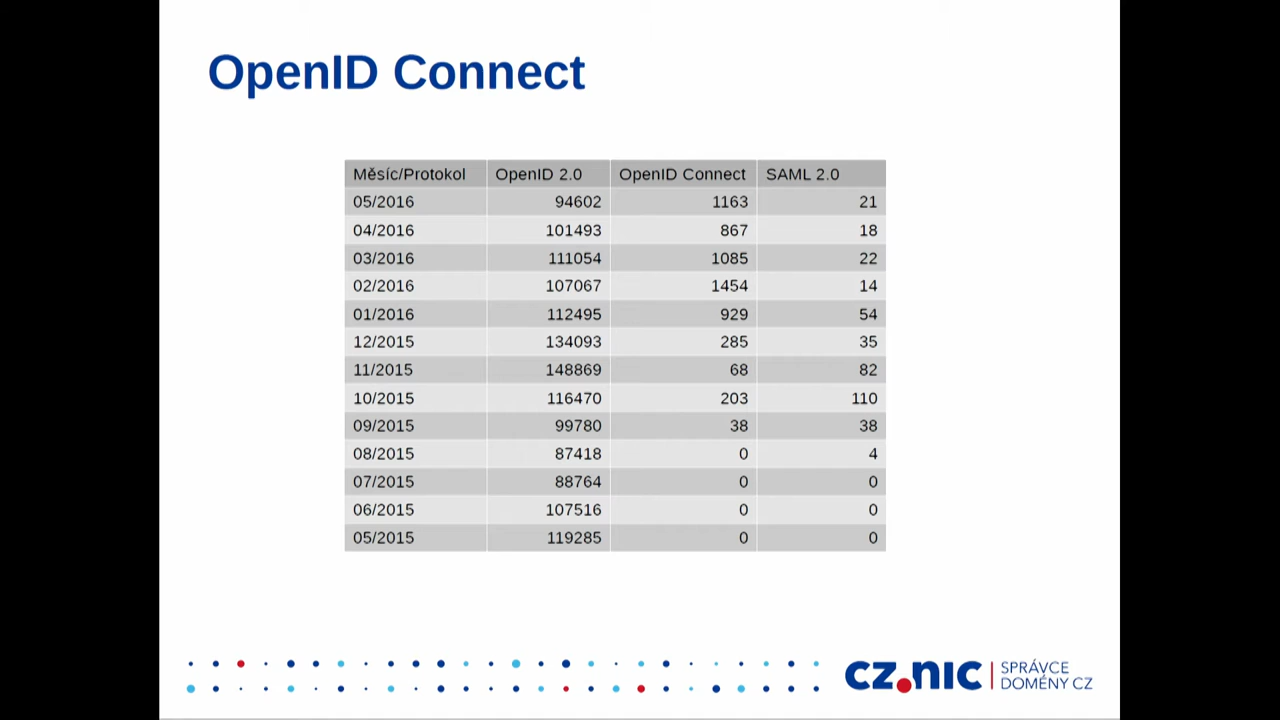 OpenID Connect
Měsíc/Protokol OpenID 2.0 OpenID Connect SAML 2.0
05/2016 94602 1163 21
04/2016 101493 867 18
03/2016 111054 1085 22
02/2016 107067 1454 14
01/2016 112495 929 54
12/2015 134093 285 35
11/2015 148869 68 82
10/2015 116470 203 110
09/2015 99780 38 38
08/2015 87418 0 4
07/2015 88764 0 0
06/2015 107516 0 0
05/2015 119285 0 0
CZ.NIC SPRÁVCE
DOMÉNY CZ